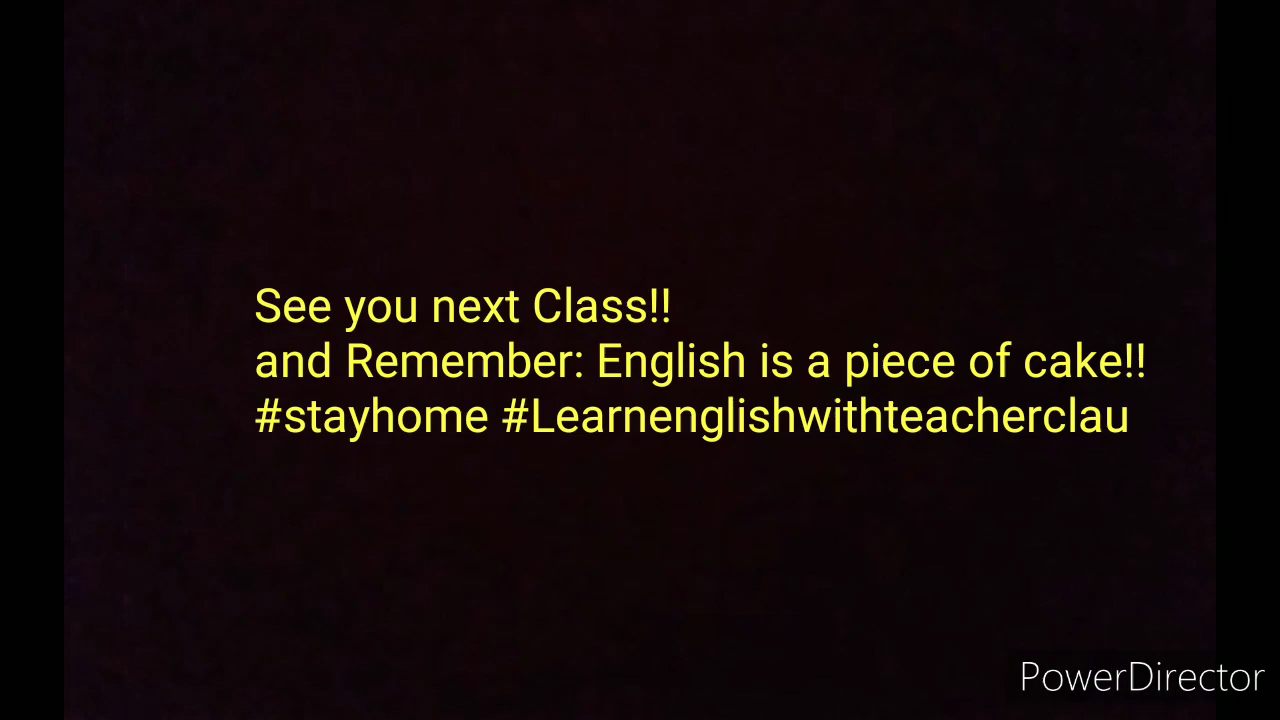 See you next Class!!
and Remember: English is a piece of cake!!
#stayhome #Learnenglishwithteacherclau
PowerDirector